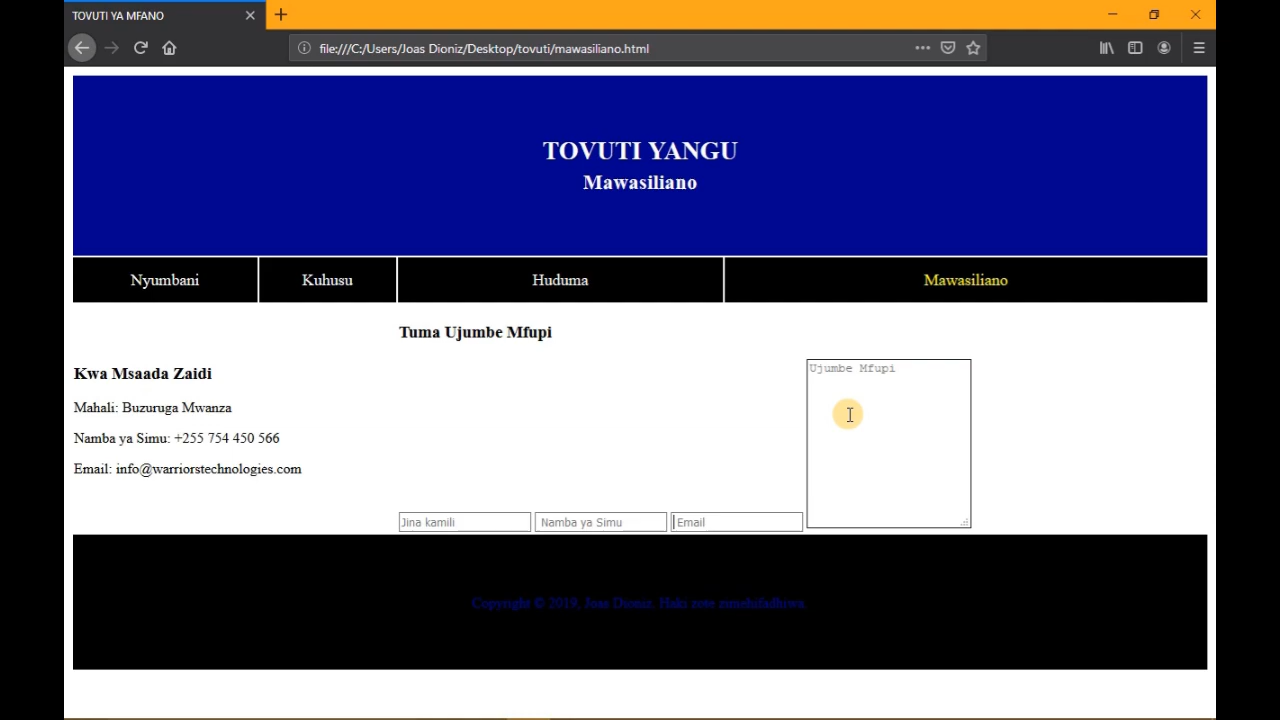 TOVUTI YA MFANO
file:///C:/Users/Joas Dioniz/Desktop/tovuti/mawasiliano.html
TOVUTI YANGU
Mawasiliano
Nyumbani Kuhusu Huduma Mawasiliano
Tuma Ujumbe Mfupi
Kwa Msaada Zaidi
Mahali: Buzuruga Mwanza
Namba ya Simu: +255 754 450 566
Email: info@warriorstechnologies.com
Ujumbe Mfupi
Jina kamili Namba ya Simu Email
Copyright © 2019, Joas Dioniz. Haki zote zimehifadhiwa.